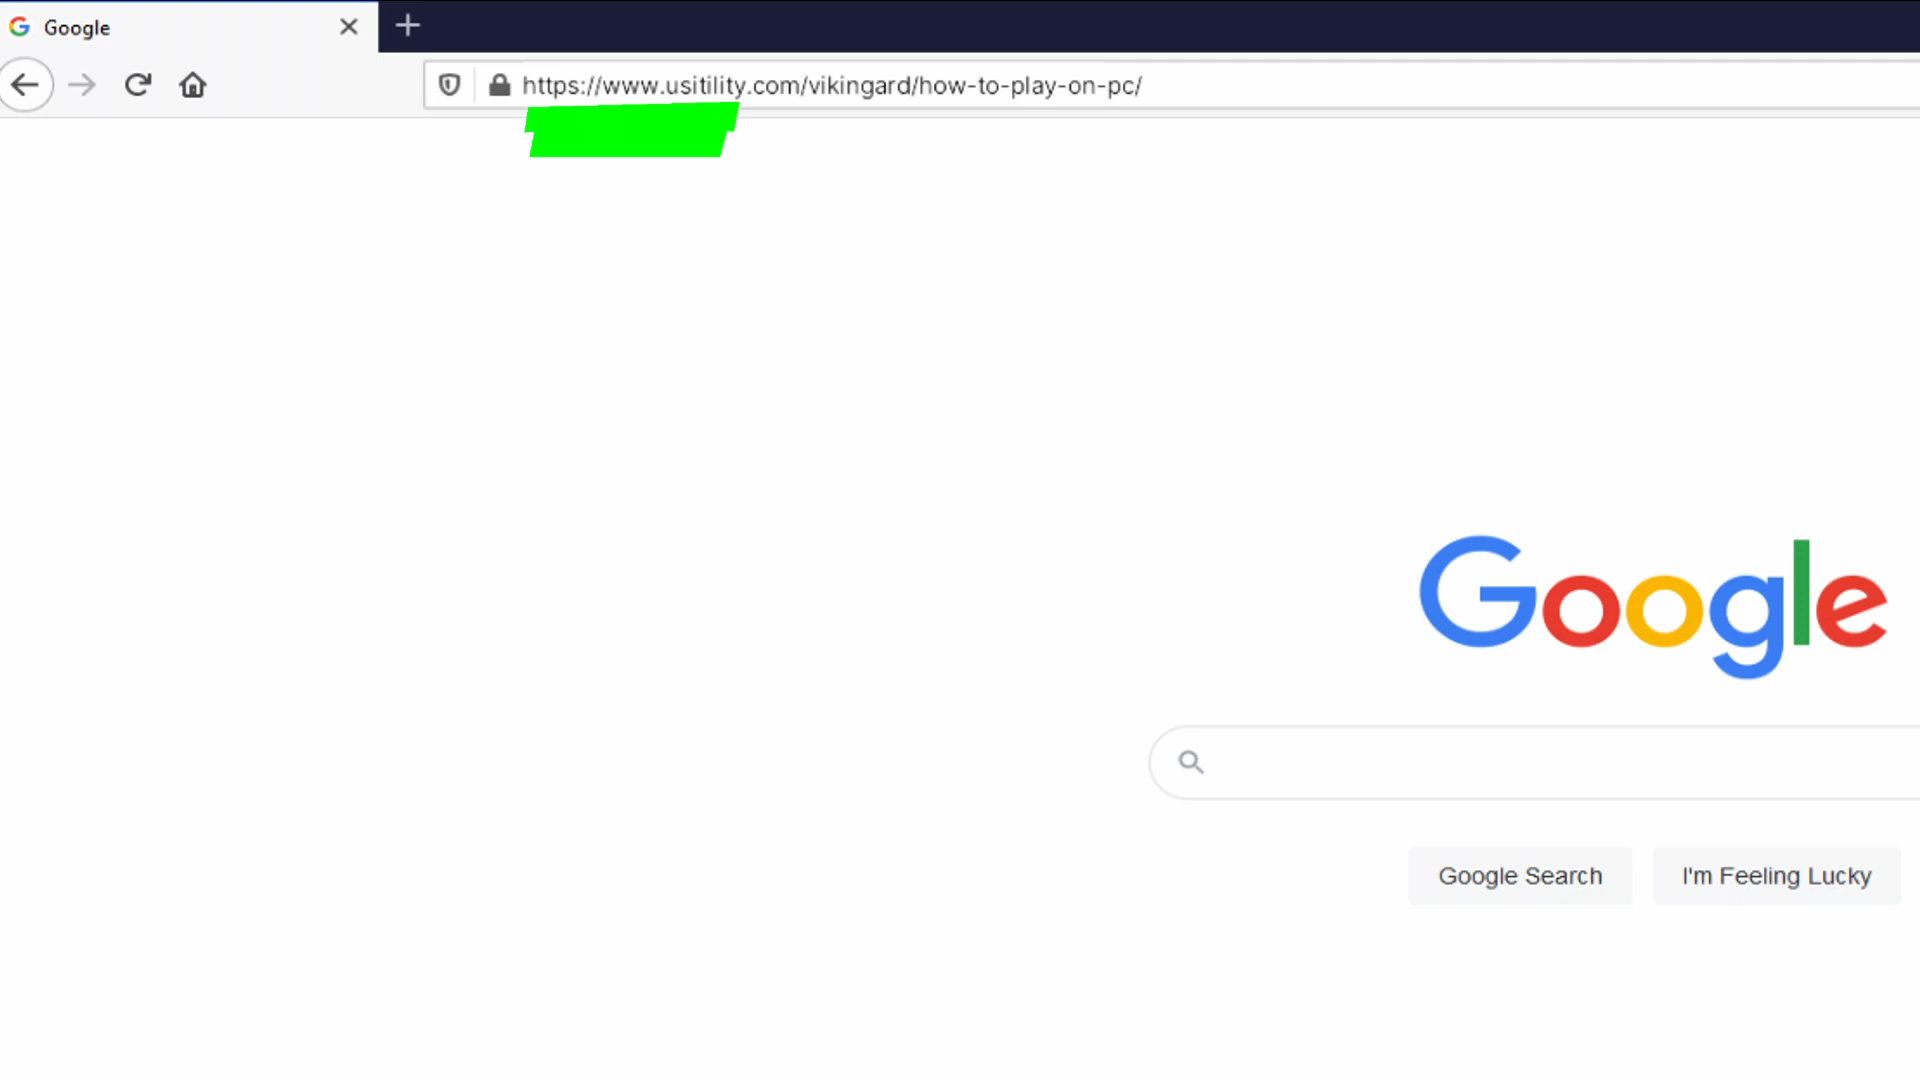 Google
https://www.usitility.com/vikingard/how-to-play-on-pc/
Google
Google Search
I'm Feeling Lucky